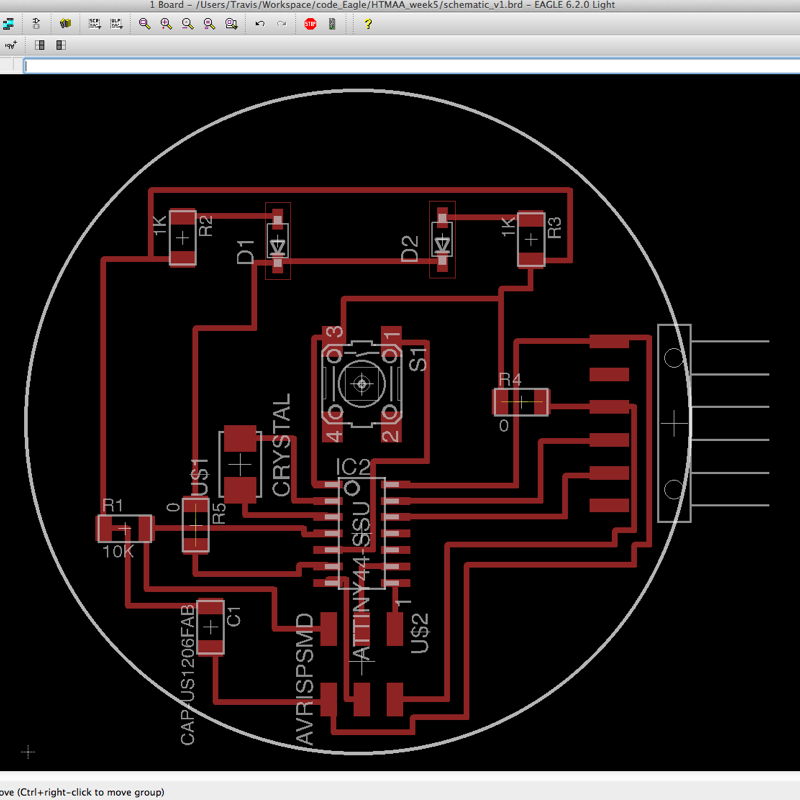 1 Board - /Users/Travis/Workspace/code_Eagle/HTMAA_week5/schematic_v1.brd - EAGLE 6.2.0 Light
STOP
?
1K
R2
D1
D2
1K
R3
3
1
S1
4
2
R4
0
CRYSTAL
U$1
IC2
R1
10K
0
R5
ATTINY44-SSU
CAP-US1206FAB
C1
AVRISPSMD
1
U$2
ove (Ctrl+right-click to move group)